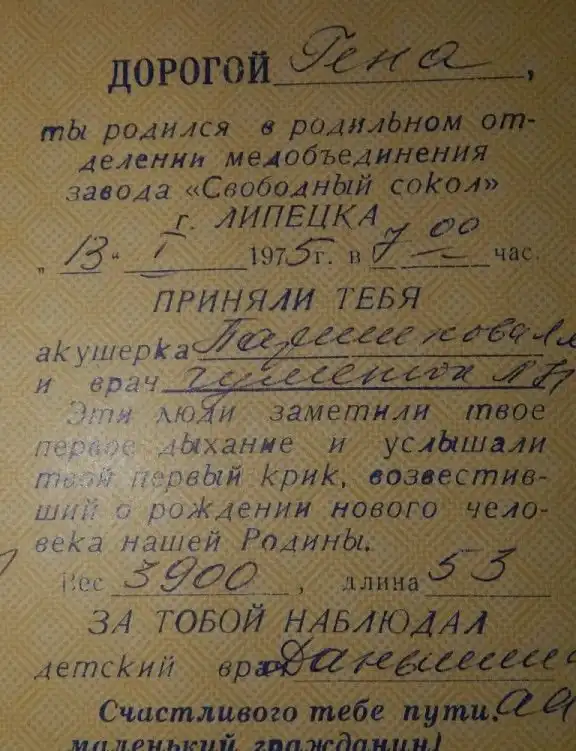 ДОРОГОЙ Гена,
ты родился в родильном от-
делении медобъединения
завода «Свободный сокол»
г. ЛИПЕЦКА
„13“ I 1975г. в 7 00 час.
ПРИНЯЛИ ТЕБЯ
акушерка
и врач
Эти люди заметили твое
первое дыхание и услышали
твой первый крик, возвестив-
ший о рождении нового чело-
века нашей Родины.
Вес 3900, длина 53
ЗА ТОБОЙ НАБЛЮДАЛ
детский врач
Счастливого тебе пути,
маленький гражданин!